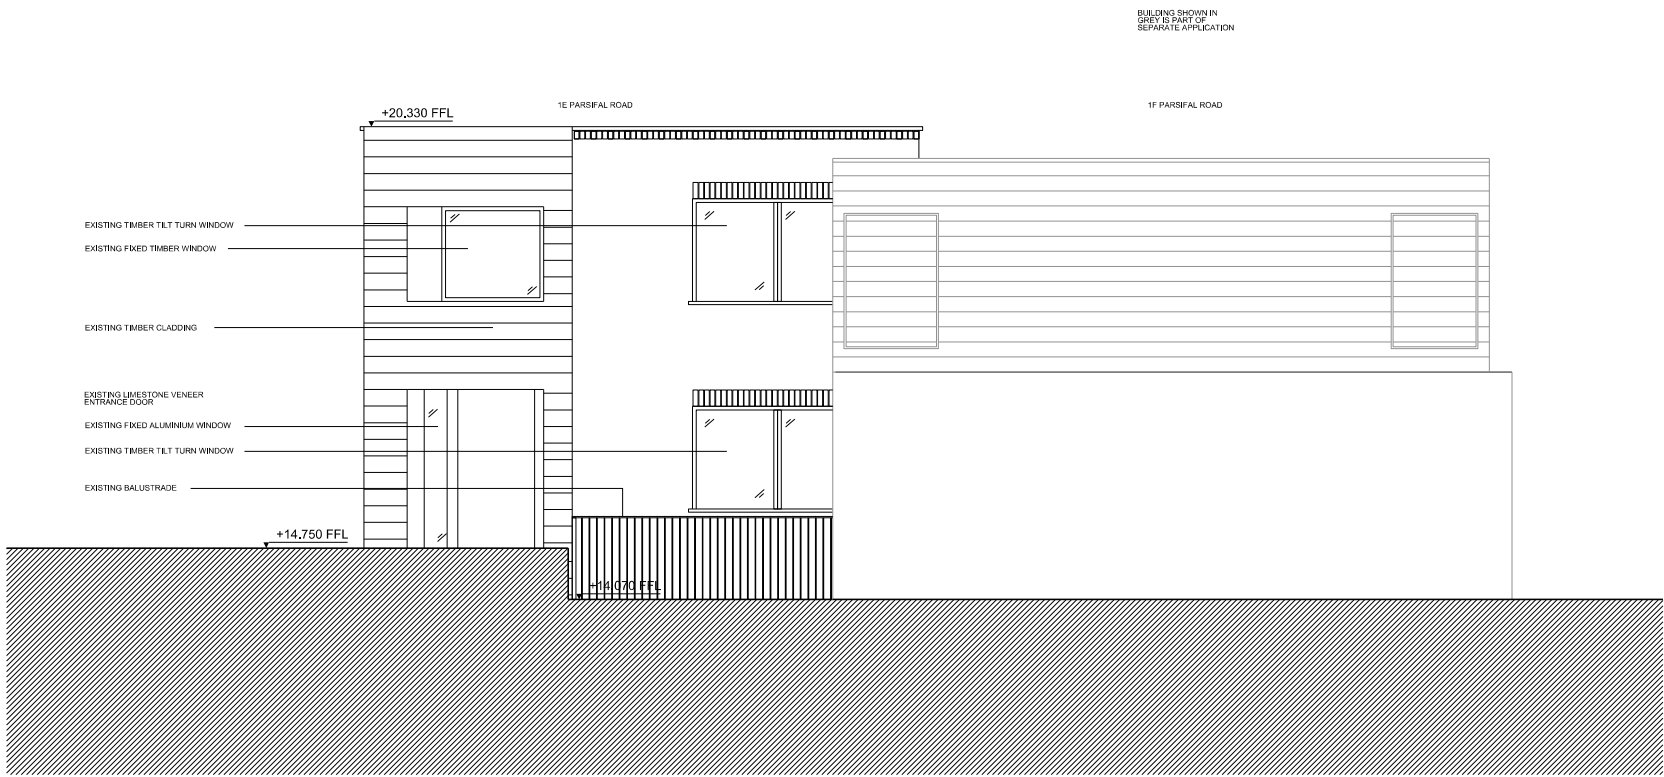 BUILDING SHOWN IN
GREY IS PART OF
SEPARATE APPLICATION
1E PARSIFAL ROAD
1F PARSIFAL ROAD
+20.330 FFL
EXISTING TIMBER TILT TURN WINDOW
EXISTING FIXED TIMBER WINDOW
EXISTING TIMBER CLADDING
EXISTING LIMESTONE VENEER
ENTRANCE DOOR
EXISTING FIXED ALUMINIUM WINDOW
EXISTING TIMBER TILT TURN WINDOW
EXISTING BALUSTRADE
+14.750 FFL
+14.070 FFL